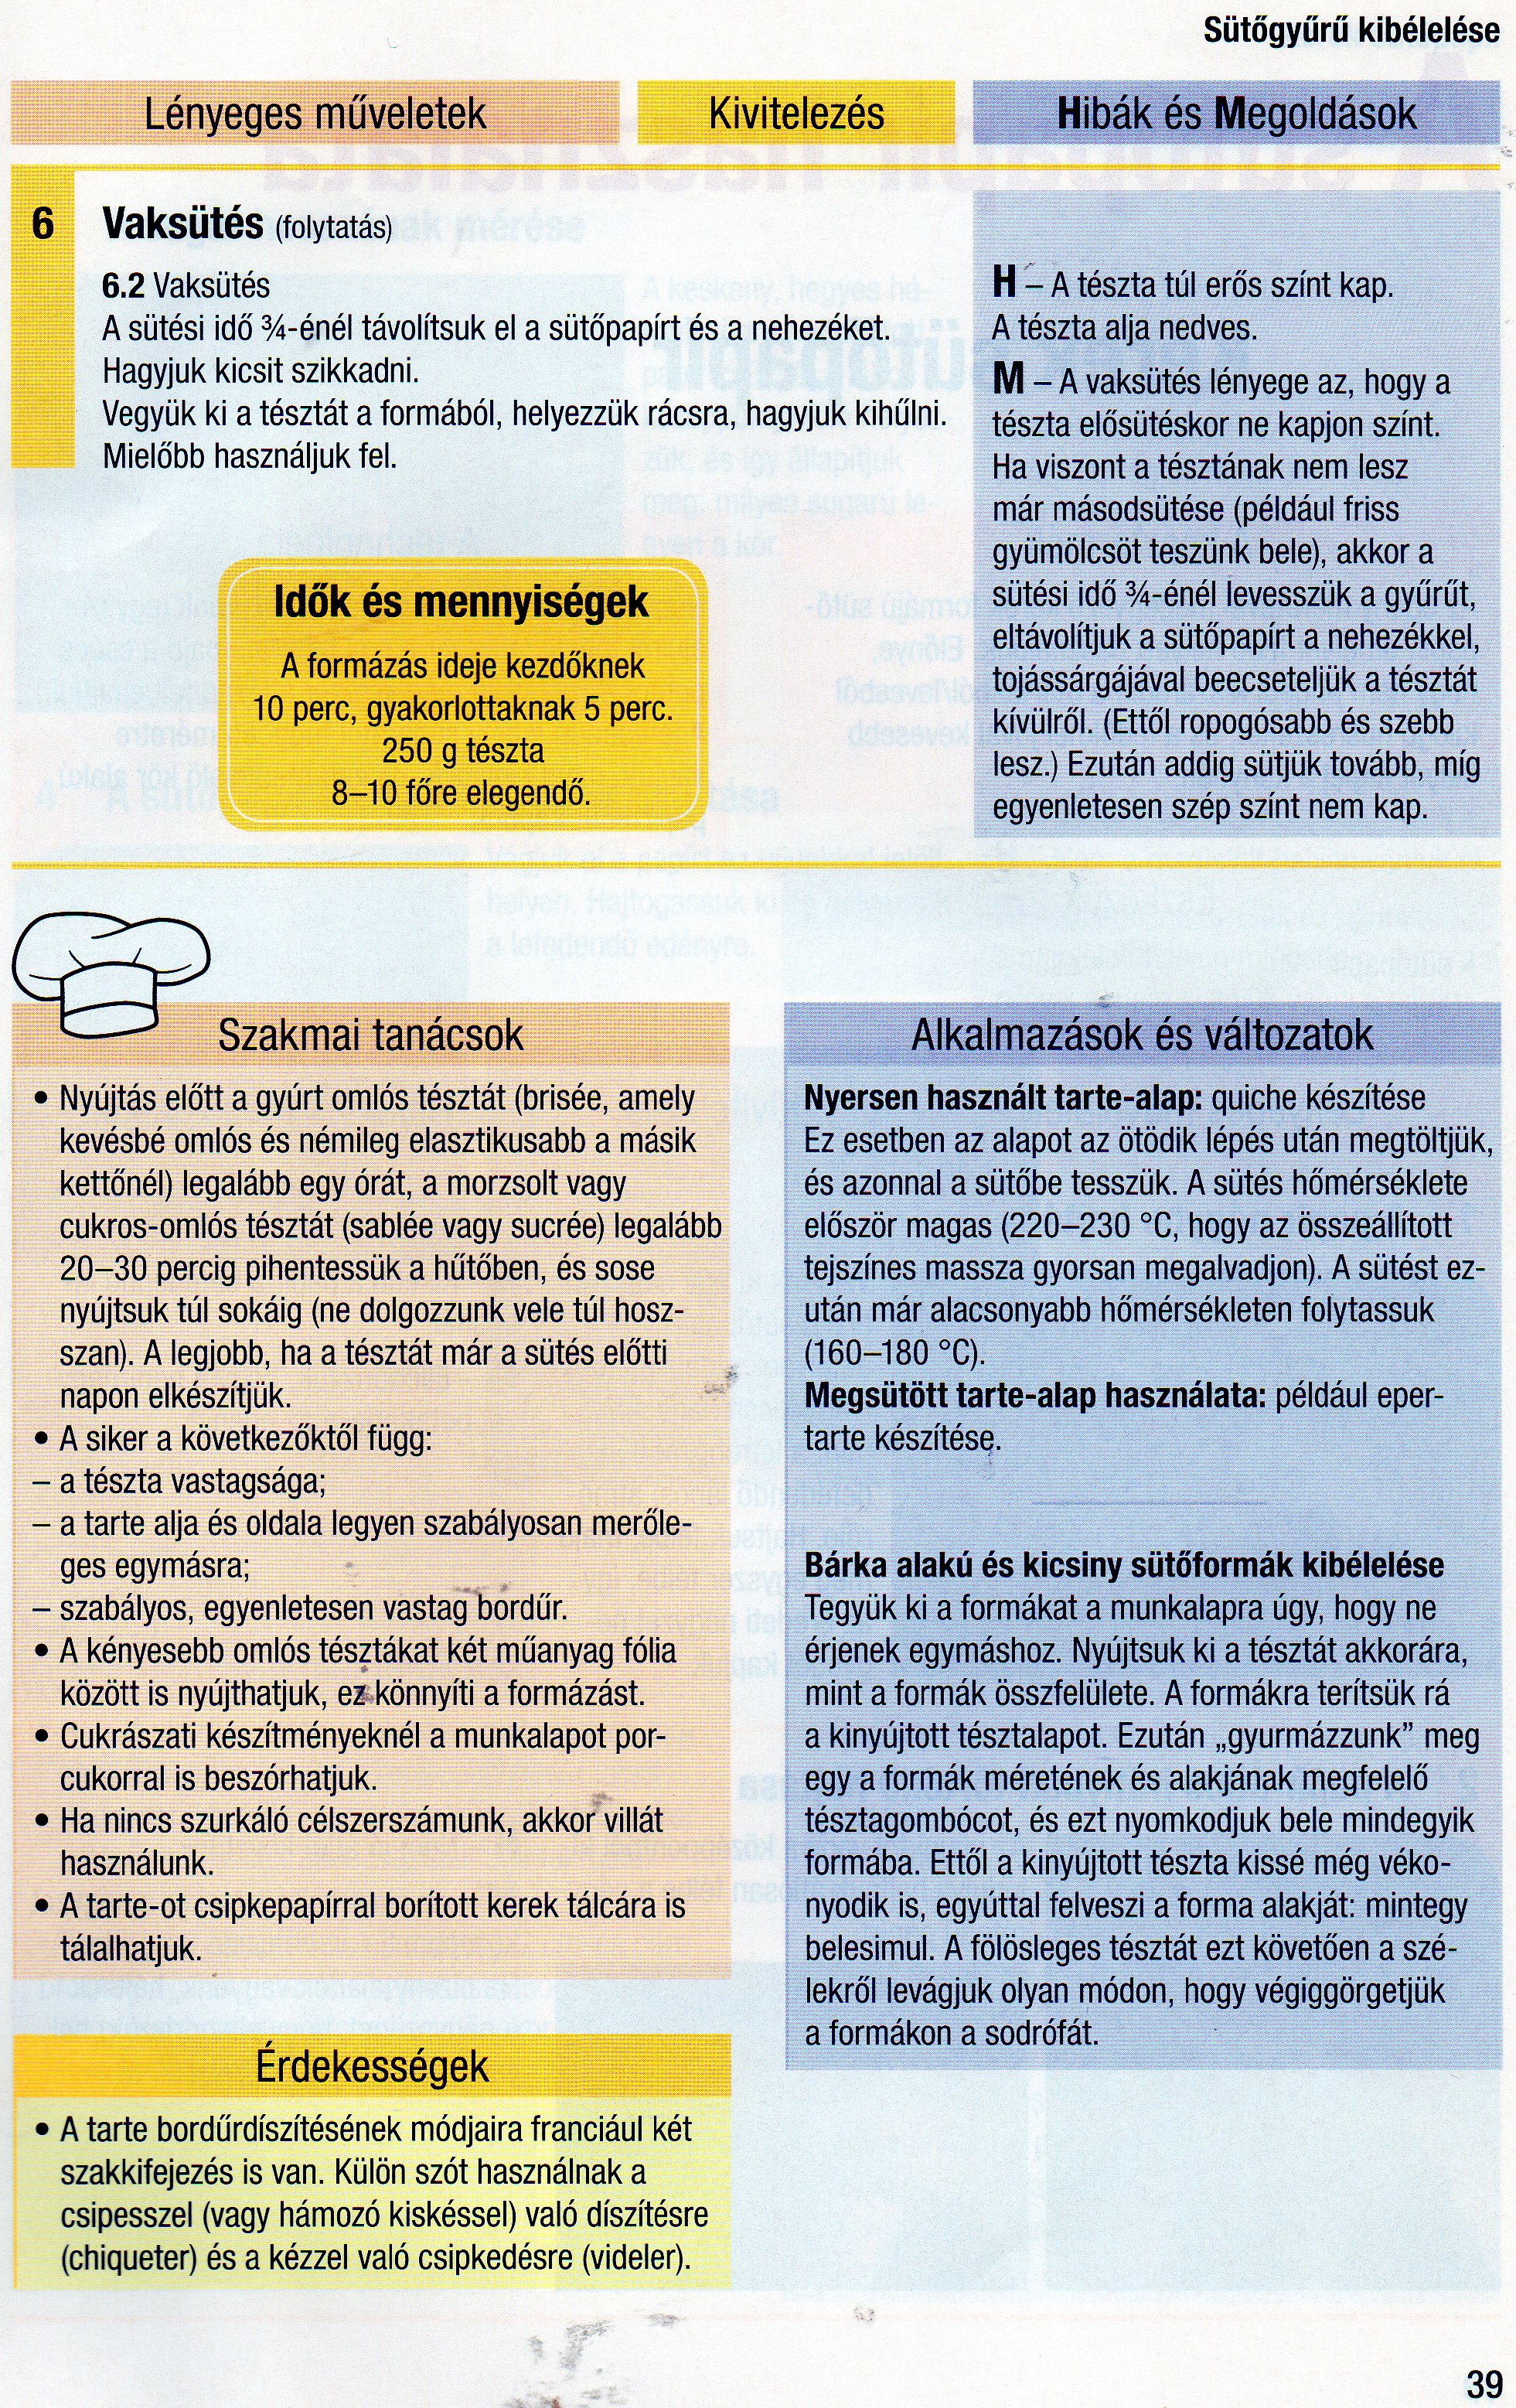 Sütőgyűrű kibélelése
Lényeges műveletek
Kivitelezés
Hibák és Megoldások
6
Vaksütés (folytatás)
6.2 Vaksütés
A sütési idő ¾-énél távolítsuk el a sütőpapírt és a nehezéket.
Hagyjuk kicsit szikkadni.
Vegyük ki a tésztát a formából, helyezzük rácsra, hagyjuk kihűlni.
Mielőbb használjuk fel.
Idők és mennyiségek
A formázás ideje kezdőknek
10 perc, gyakorlottaknak 5 perc.
250 g tészta
8–10 főre elegendő.
H – A tészta túl erős színt kap.
A tészta alja nedves.
M – A vaksütés lényege az, hogy a
tészta elősütéskor ne kapjon színt.
Ha viszont a tésztának nem lesz
már másodsütése (például friss
gyümölcsöt teszünk bele), akkor a
sütési idő ¾-énél levesszük a gyűrűt,
eltávolítjuk a sütőpapírt a nehezékkel,
tojássárgájával beecseteljük a tésztát
kívülről. (Ettől ropogósabb és szebb
lesz.) Ezután addig sütjük tovább, míg
egyenletesen szép színt nem kap.
Szakmai tanácsok
• Nyújtás előtt a gyúrt omlós tésztát (brisée, amely
kevésbé omlós és némileg elasztikusabb a másik
kettőnél) legalább egy órát, a morzsolt vagy
cukros-omlós tésztát (sablée vagy sucrée) legalább
20–30 percig pihentessük a hűtőben, és sose
nyújtsuk túl sokáig (ne dolgozzunk vele túl hosz-
szan). A legjobb, ha a tésztát már a sütés előtti
napon elkészítjük.
• A siker a következőktől függ:
– a tészta vastagsága;
– a tarte alja és oldala legyen szabályosan merőle-
ges egymásra;
– szabályos, egyenletesen vastag bordűr.
• A kényesebb omlós tésztákat két műanyag fólia
között is nyújthatjuk, ez könnyíti a formázást.
• Cukrászati készítményeknél a munkalapot por-
cukorral is beszórhatjuk.
• Ha nincs szurkáló célszerszámunk, akkor villát
használunk.
• A tarte-ot csipkepapírral borított kerek tálcára is
tálalhatjuk.
Érdekességek
• A tarte bordűrdíszítésének módjaira franciául két
szakkifejezés is van. Külön szót használnak a
csipesszel (vagy hámozó kiskéssel) való díszítésre
(chiqueter) és a kézzel való csipkedésre (videler).
Alkalmazások és változatok
Nyersen használt tarte-alap: quiche készítése
Ez esetben az alapot az ötödik lépés után megtöltjük,
és azonnal a sütőbe tesszük. A sütés hőmérséklete
először magas (220–230 °C, hogy az összeállított
tejszínes massza gyorsan megalvadjon). A sütést ez-
után már alacsonyabb hőmérsékleten folytassuk
(160–180 °C).
Megsütött tarte-alap használata: például eper-
tarte készítése.
Bárka alakú és kicsiny sütőformák kibélelése
Tegyük ki a formákat a munkalapra úgy, hogy ne
érjenek egymáshoz. Nyújtsuk ki a tésztát akkorára,
mint a formák összfelülete. A formákra terítsük rá
a kinyújtott tésztalapot. Ezután „gyurmázzunk” meg
egy a formák méretének és alakjának megfelelő
tésztagombócot, és ezt nyomkodjuk bele mindegyik
formába. Ettől a kinyújtott tészta kissé még véko-
nyodik is, egyúttal felveszi a forma alakját: mintegy
belesimul. A fölösleges tésztát ezt követően a szé-
lekről levágjuk olyan módon, hogy végiggörgetjük
a formákon a sodrófát.
39